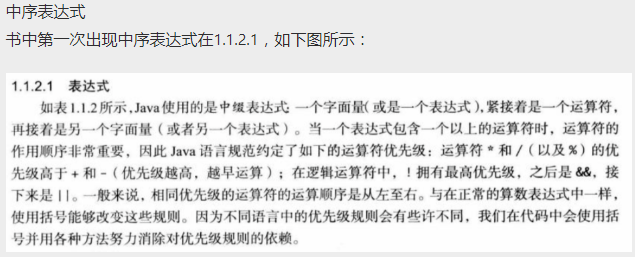 中序表达式
书中第一次出现中序表达式在1.1.2.1，如下图所示：
1.1.2.1 表达式
如表1.1.2所示，Java使用的是中缀表达式：一个字面量（或是一个表达式），紧接着是一个运算符，
再接着是另一个字面量（或者另一个表达式）。当一个表达式包含一个以上的运算符时，运算符的
作用顺序非常重要，因此 Java 语言规范约定了如下的运算符优先级：运算符 * 和 /（以及 %）的优
先级高于 + 和 -（优先级越高，越早运算）；在逻辑运算符中，! 拥有最高优先级，之后是 &&，接
下来是 ||。一般来说，相同优先级的运算符的运算顺序是从左至右。与在正常的算数表达式中一样，
使用括号能够改变这些规则。因为不同语言中的优先级规则会有些许不同，我们在代码中会使用括
号并用各种方法努力消除对优先级规则的依赖。